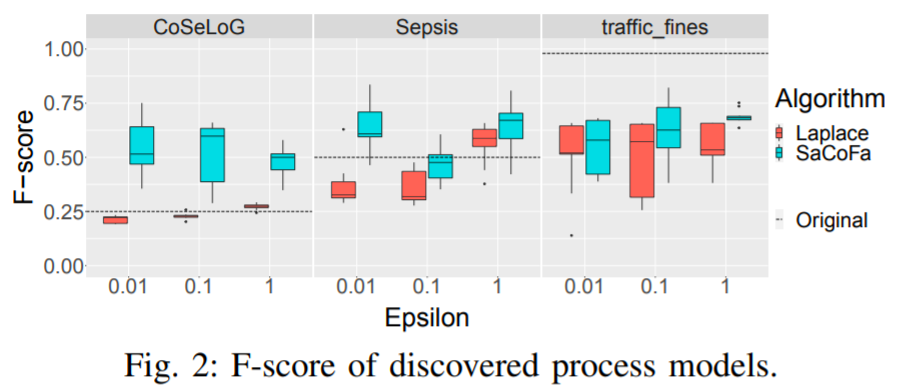 CoSeLoG Sepsis traffic_fines
1.00
0.75
0.50
0.25
0.00
F-score
0.01 0.1 1 0.01 0.1 1 0.01 0.1 1
Epsilon
Algorithm
Laplace
SaCoFa
Original
Fig. 2: F-score of discovered process models.